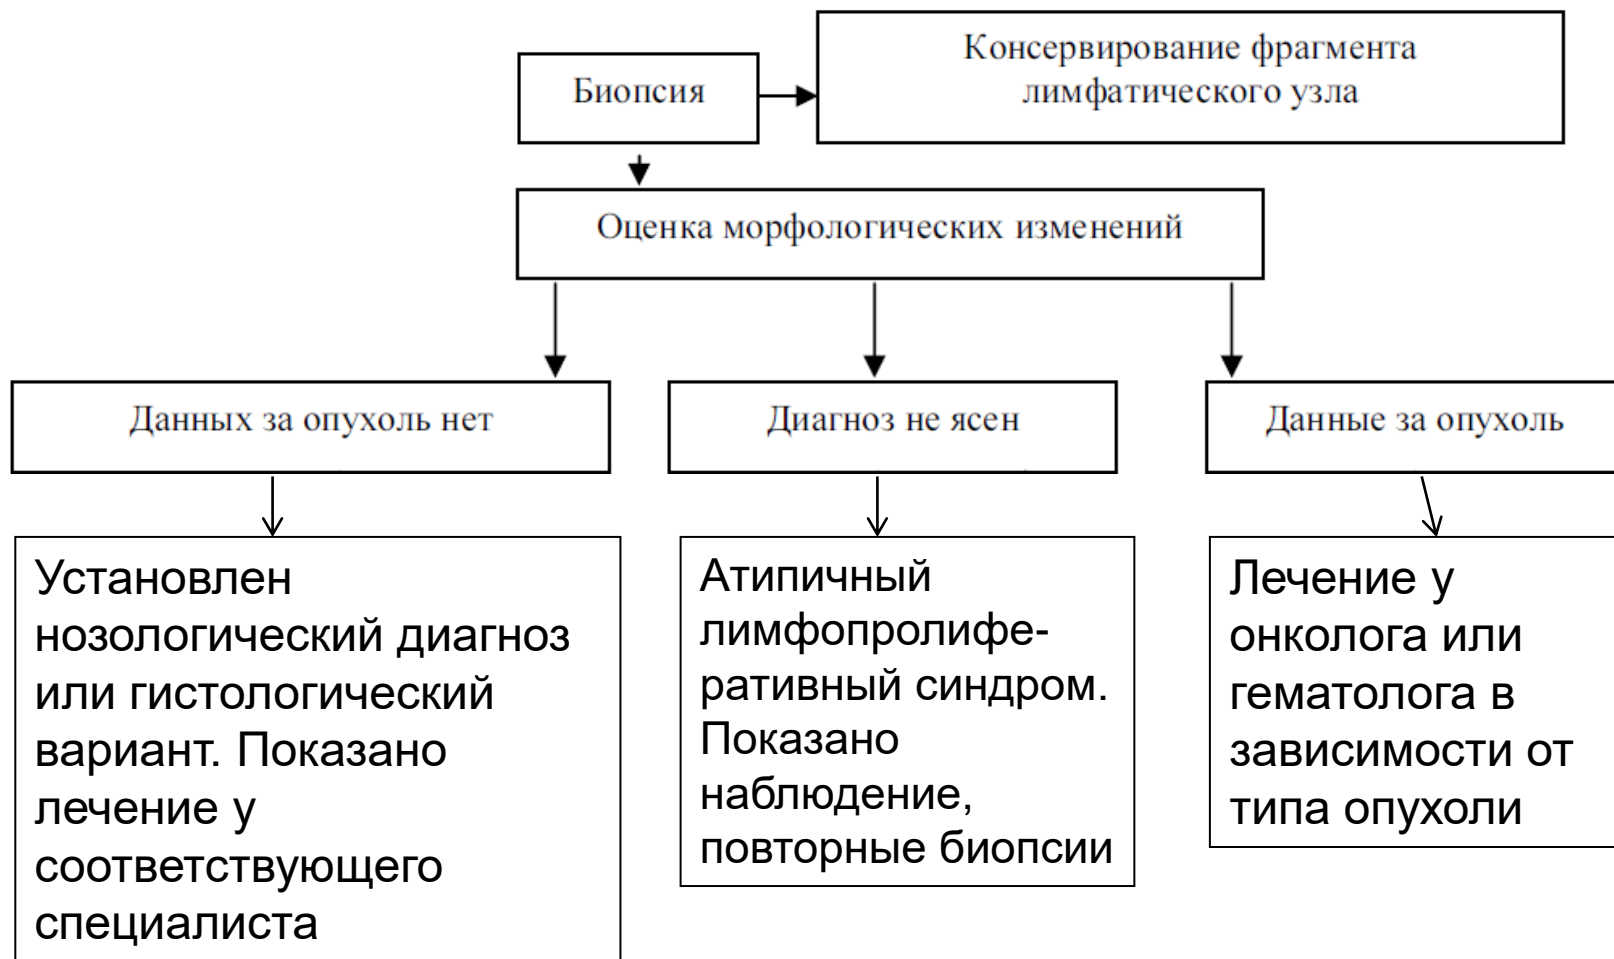 Биопсия
Консервирование фрагмента
лимфатического узла
Оценка морфологических изменений
Данных за опухоль нет
Диагноз не ясен
Данные за опухоль
Установлен
нозологический диагноз
или гистологический
вариант. Показано
лечение у
соответствующего
специалиста
Атипичный
лимфопролифе-
ративный синдром.
Показано
наблюдение,
повторные биопсии
Лечение у
онколога или
гематолога в
зависимости от
типа опухоли